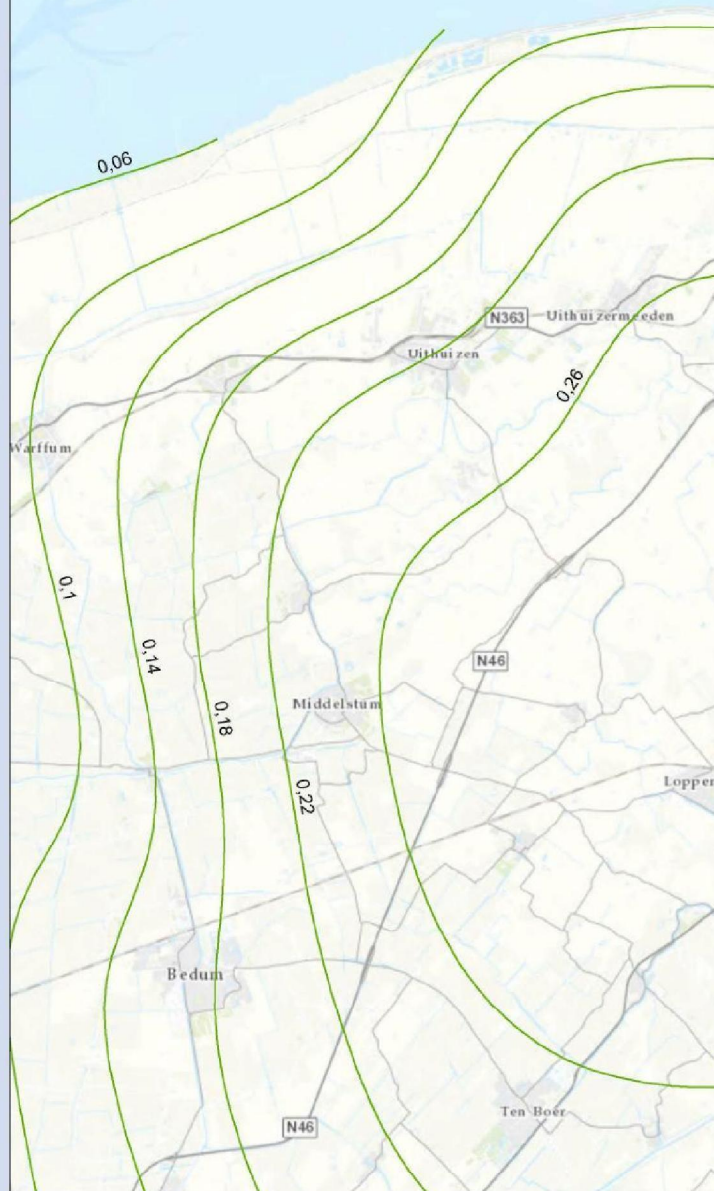 0,06
N363
Uithuizermeeden
Uithuizen
0,26
Warffum
0,1
0,14
N46
Middelstum
0,18
Lopper
0,22
Bedum
Ten Boer
N46